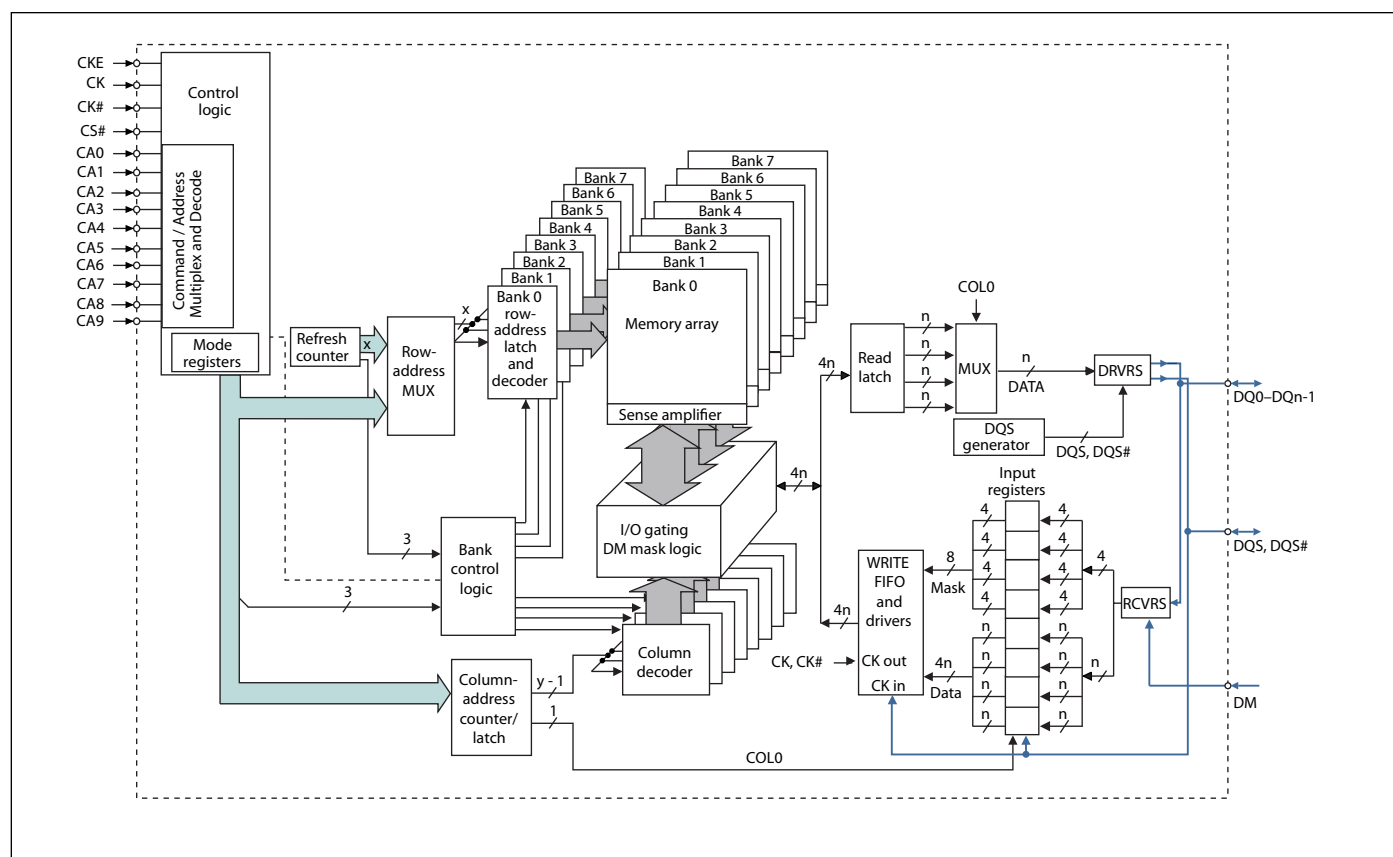 CKE
CK
CK#
CS#
CA0
CA1
CA2
CA3
CA4
CA5
CA6
CA7
CA8
CA9
Control
logic
Command / Address
Multiplex and Decode
Mode
registers
Refresh
counter
x
Row-
address
MUX
x
Bank 7
Bank 6
Bank 5
Bank 4
Bank 3
Bank 2
Bank 1
Bank 0
row-
address
latch
and
decoder
Bank 7
Bank 6
Bank 5
Bank 4
Bank 3
Bank 2
Bank 1
Bank 0
Memory array
Sense amplifier
3
3
Bank
control
logic
I/O gating
DM mask logic
Column
decoder
Column-
address
counter/
latch
y - 1
1
COL0
4n
4n
Read
latch
n
n
n
n
COL0
MUX
n
DATA
DRVRS
DQS
generator
DQS, DQS#
DQ0–DQn-1
DQS, DQS#
DM
Input
registers
4
4
4
4
n
n
n
n
4
4
4
4
n
n
n
n
4
n
RCVRS
8
Mask
4n
Data
4n
WRITE
FIFO
and
drivers
CK out
CK in
CK, CK#